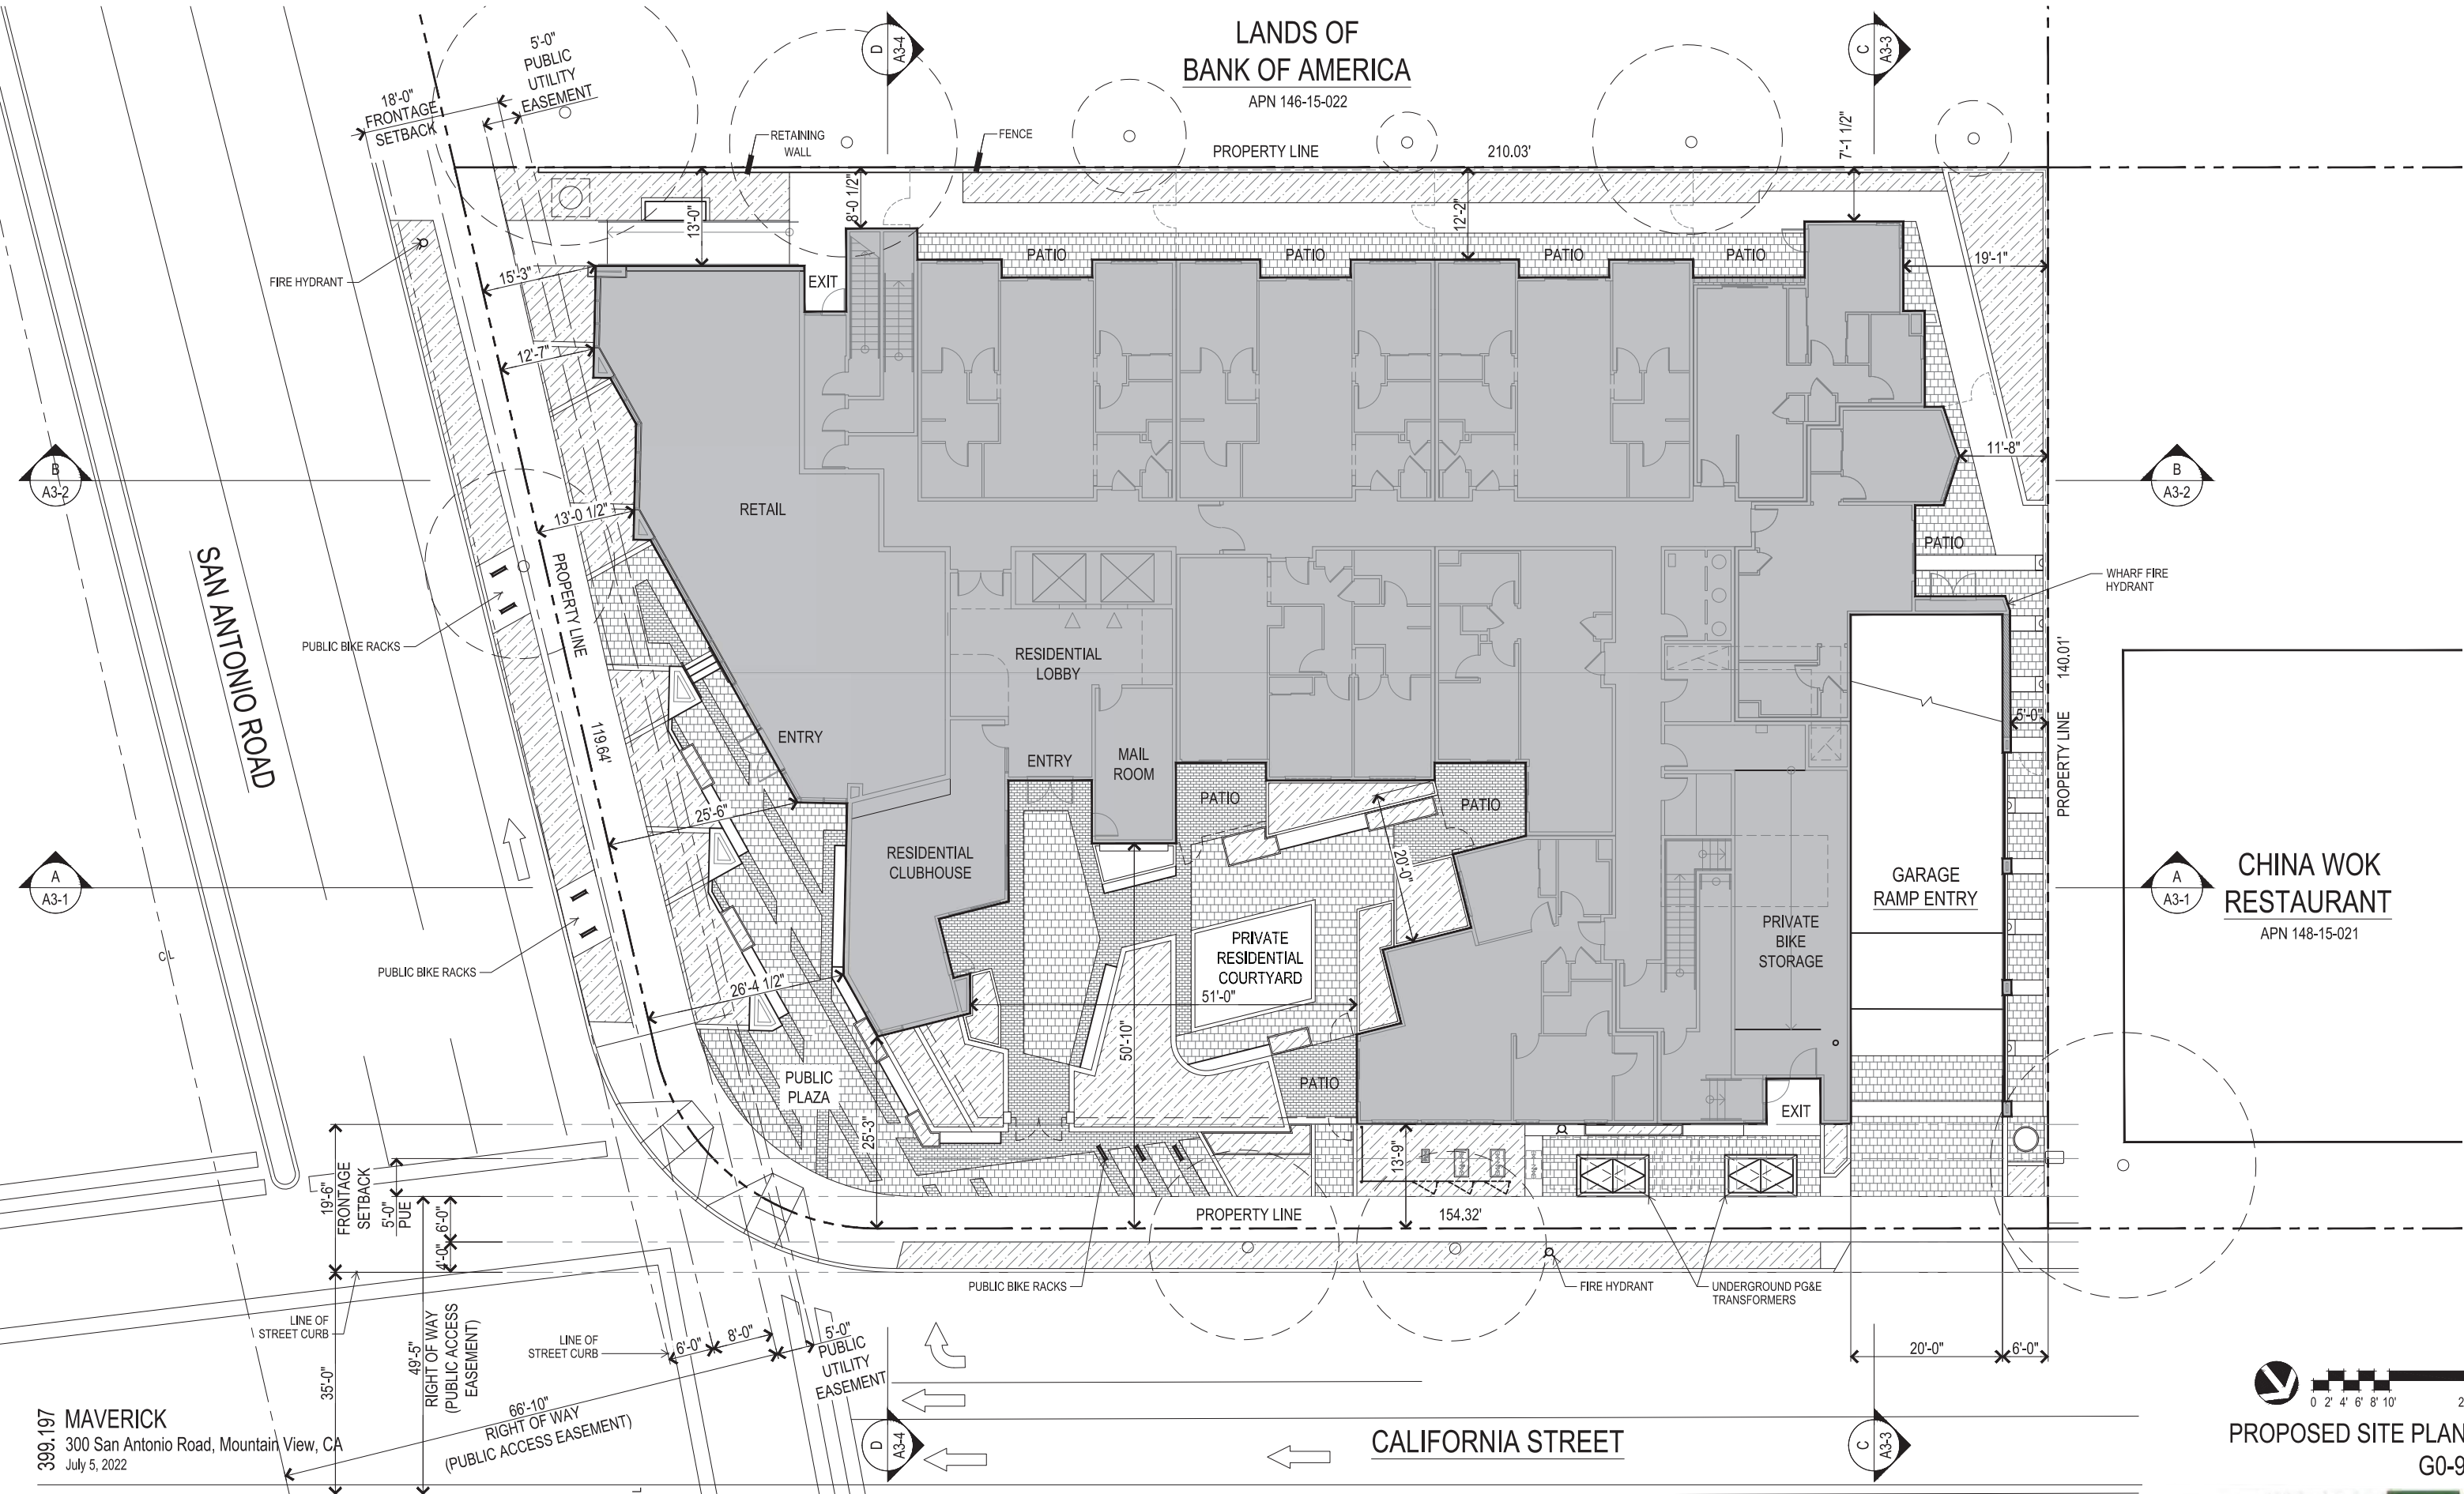 LANDS OF
BANK OF AMERICA
APN 146-15-022
D
A3-4
C
A3-3
5'-0"
PUBLIC
UTILITY
EASEMENT
18'-0"
FRONTAGE
SETBACK
RETAINING
WALL
FENCE
PROPERTY LINE
210.03'
7'-1 1/2"
13'-0"
8'-0 1/2"
12'-2"
FIRE HYDRANT
15'-3"
EXIT
PATIO
PATIO
PATIO
PATIO
19'-1"
12'-7"
B
A3-2
11'-8"
B
A3-2
RETAIL
13'-0 1/2"
PATIO
SAN ANTONIO ROAD
PROPERTY LINE
119.64'
WHARF FIRE
HYDRANT
PUBLIC BIKE RACKS
RESIDENTIAL
LOBBY
140.01'
PROPERTY LINE
5'-0"
ENTRY
ENTRY
MAIL
ROOM
PATIO
PATIO
25'-6"
RESIDENTIAL
CLUBHOUSE
20'-0"
GARAGE
RAMP ENTRY
CHINA WOK
RESTAURANT
APN 148-15-021
A
A3-1
A
A3-1
PRIVATE
BIKE
STORAGE
PRIVATE
RESIDENTIAL
COURTYARD
C L
PUBLIC BIKE RACKS
26'-4 1/2"
51'-0"
50'-10"
PUBLIC
PLAZA
PATIO
EXIT
25'-3"
13'-9"
19'-6"
FRONTAGE
SETBACK
5'-0"
PUE
6'-0"
4'-0"
PROPERTY LINE
154.32'
PUBLIC BIKE RACKS
FIRE HYDRANT
UNDERGROUND PG&E
TRANSFORMERS
LINE OF
STREET CURB
35'-0"
49'-5"
RIGHT OF WAY
(PUBLIC ACCESS
EASEMENT)
LINE OF
STREET CURB
6'-0"
8'-0"
5'-0"
PUBLIC
UTILITY
EASEMENT
66'-10"
RIGHT OF WAY
(PUBLIC ACCESS EASEMENT)
20'-0"
6'-0"
399.197
MAVERICK
300 San Antonio Road, Mountain View, CA
July 5, 2022
D
A3-4
CALIFORNIA STREET
C
A3-3
0 2' 4' 6' 8' 10'
PROPOSED SITE PLAN
G0-9